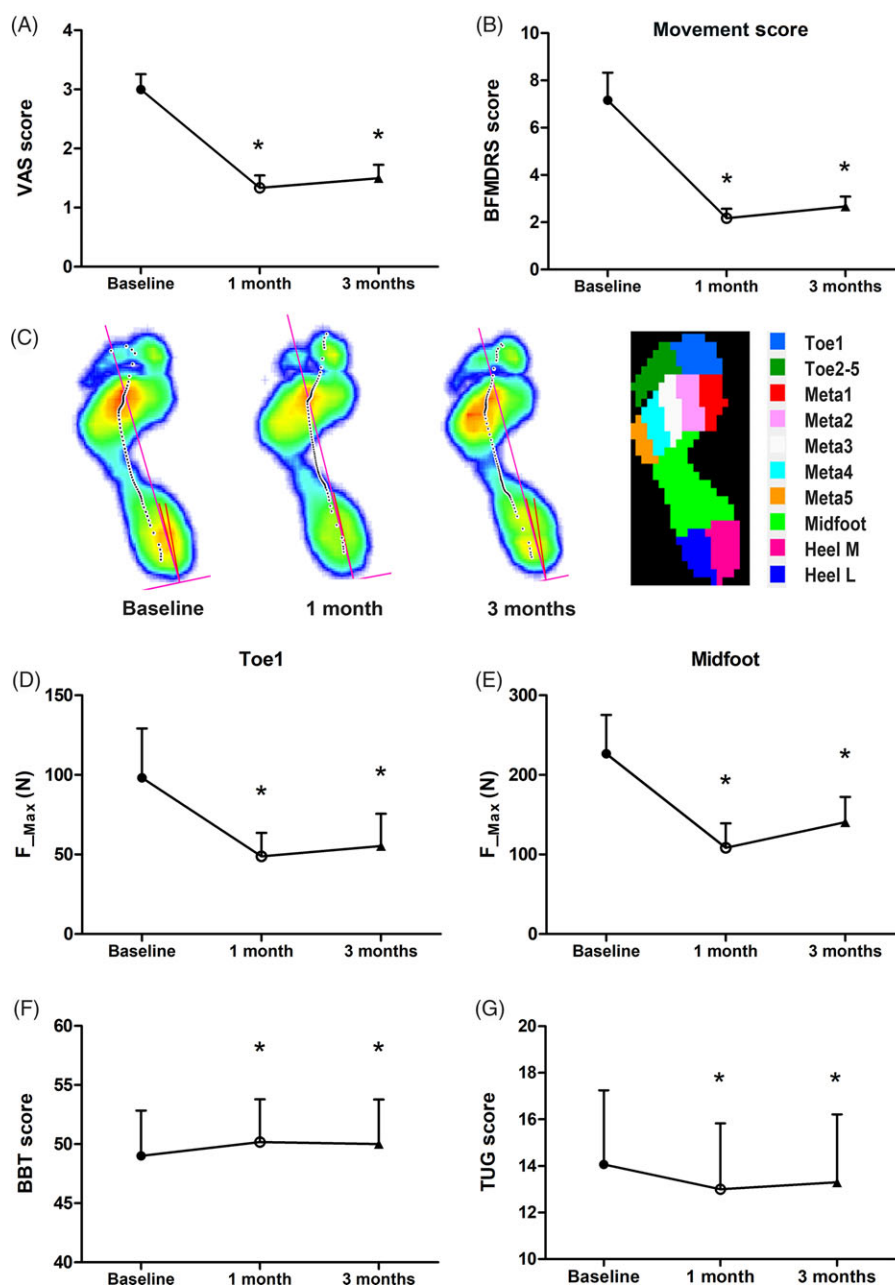 (A)
4
3
2
1
0
VAS score
*
*
Baseline
1 month
3 months
(B)
Movement score
10
8
6
4
2
0
BFMDRS score
*
*
Baseline
1 month
3 months
(C)
Baseline
1 month
3 months
Toe1
Toe2-5
Meta1
Meta2
Meta3
Meta4
Meta5
Midfoot
Heel M
Heel L
(D)
Toe1
150
100
50
0
F_Max (N)
*
*
Baseline
1 month
3 months
(E)
Midfoot
300
200
100
0
F_Max (N)
*
*
Baseline
1 month
3 months
(F)
60
55
50
45
40
BBT score
*
*
Baseline
1 month
3 months
(G)
20
18
16
14
12
10
TUG score
*
*
Baseline
1 month
3 months